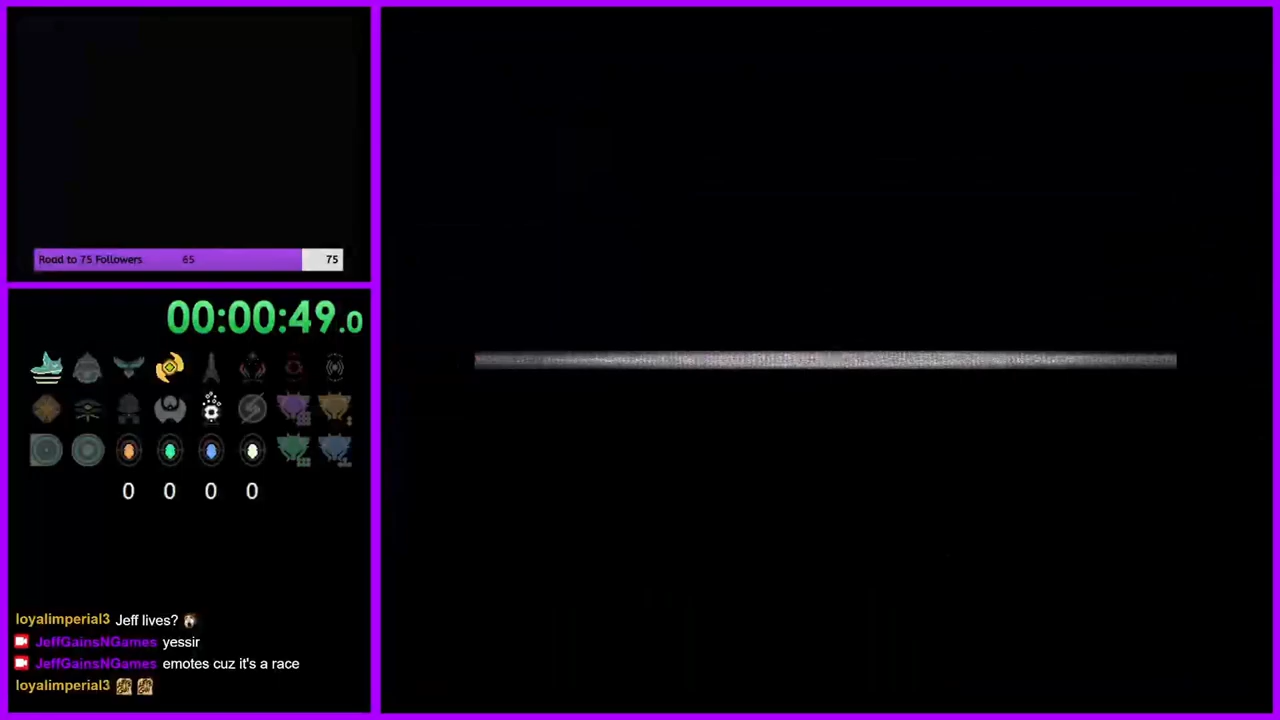 Road to 75 Followers 65 75
00:00:49.0
0 0 0 0
loyalimperial3 Jeff lives?
JeffGainsNGames yessir
JeffGainsNGames emotes cuz it's a race
loyalimperial3